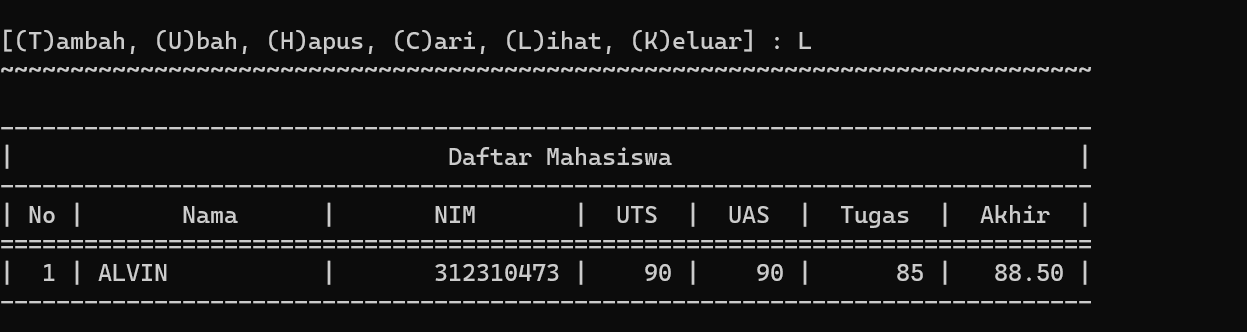 [(T)ambah, (U)bah, (H)apus, (C)ari, (L)ihat, (K)eluar] : L
~~~~~~~~~~~~~~~~~~~~~~~~~~~~~~~~~~~~~~~~~~~~~~~~~~~~~~~~~~~~~~~~~~~~~~~~~~~~~~
------------------------------------------------------------------------------
|                               Daftar Mahasiswa                             |
------------------------------------------------------------------------------
| No |       Nama      |       NIM       |  UTS  |  UAS  |  Tugas  |  Akhir  |
==============================================================================
|  1 | ALVIN           |       312310473 |    90 |    90 |      85 |   88.50 |
------------------------------------------------------------------------------